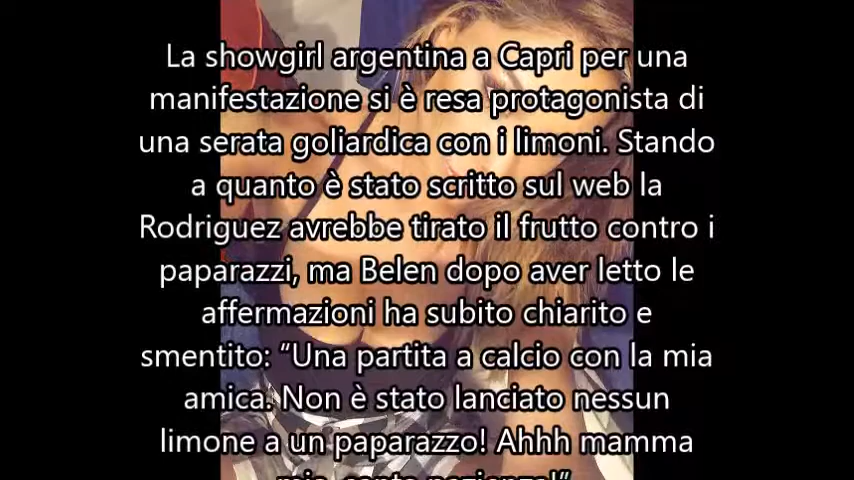 La showgirl argentina a Capri per una
manifestazione si è resa protagonista di
una serata goliardica con i limoni. Stando
a quanto è stato scritto sul web la
Rodriguez avrebbe tirato il frutto contro i
paparazzi, ma Belen dopo aver letto le
affermazioni ha subito chiarito e
smentito: “Una partita a calcio con la mia
amica. Non è stato lanciato nessun
limone a un paparazzo! Ahhh mamma